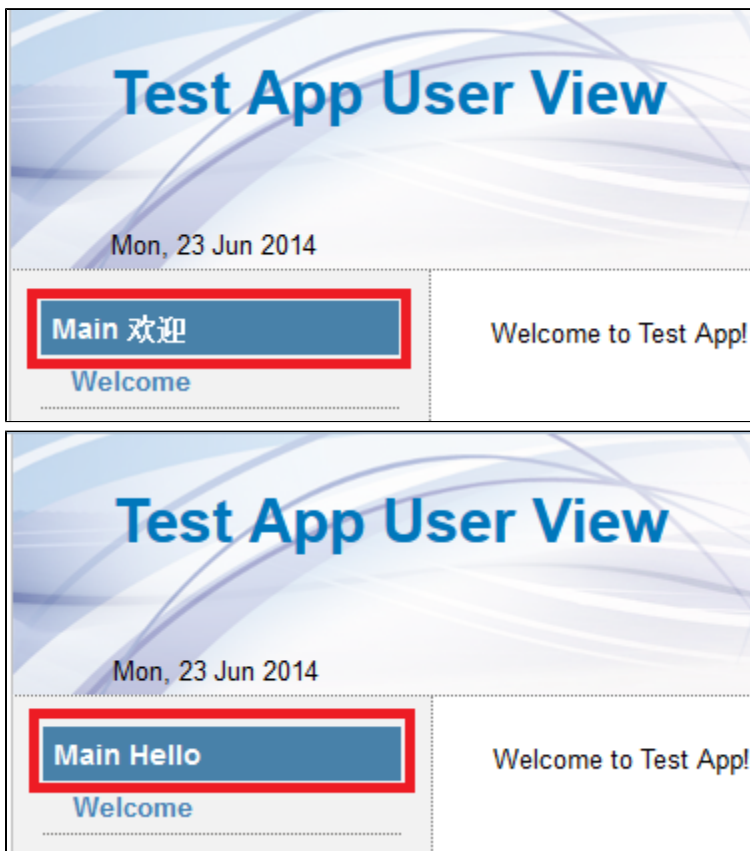 Test App User View
Mon, 23 Jun 2014
Main 欢迎
Welcome to Test App!
Welcome
Test App User View
Mon, 23 Jun 2014
Main Hello
Welcome to Test App!
Welcome